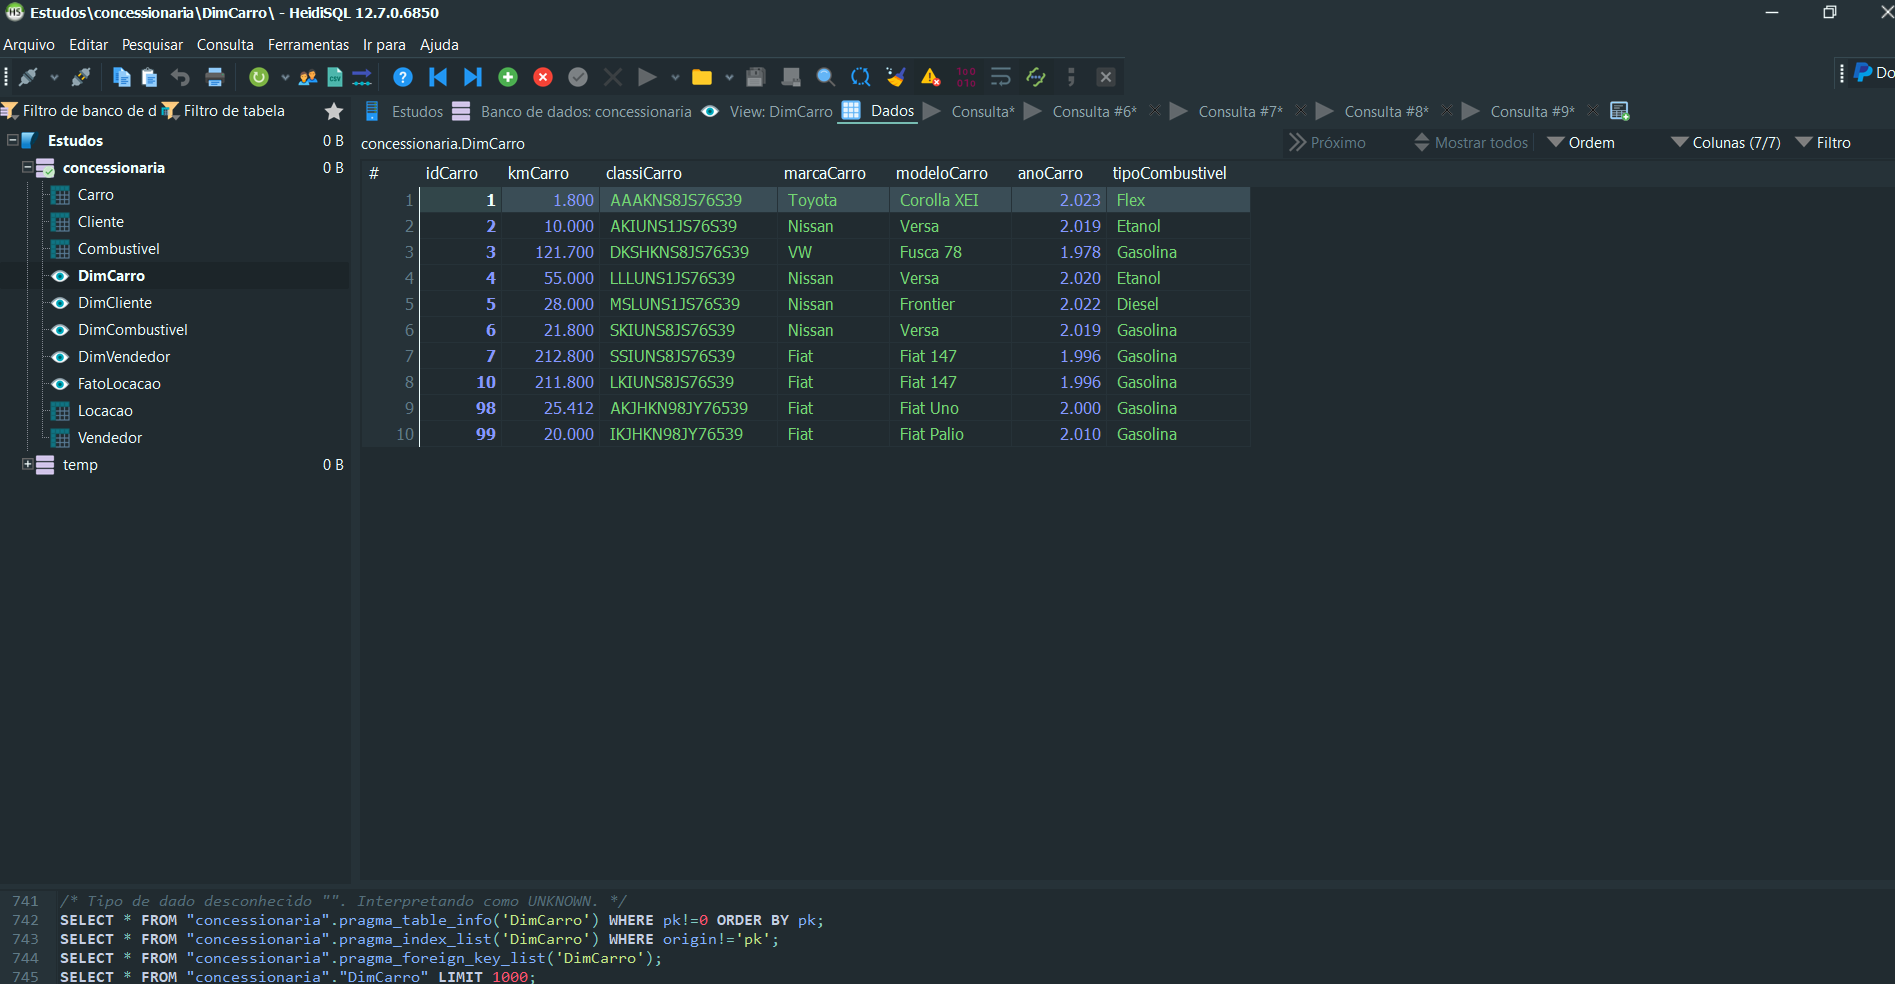 Estudos\concessionaria\DimCarro\ - HeidiSQL 12.7.0.6850
Arquivo Editar Pesquisar Consulta Ferramentas Ir para Ajuda
Do
Filtro de banco de d Filtro de tabela
Estudos Banco de dados: concessionaria View: DimCarro Dados Consulta* Consulta #6* Consulta #7* Consulta #8* Consulta #9*
Estudos 0 B
concessionaria 0 B
Carro
Cliente
Combustivel
DimCarro
DimCliente
DimCombustivel
DimVendedor
FatoLocacao
Locacao
Vendedor
temp 0 B
concessionaria.DimCarro Próximo Mostrar todos Ordem Colunas (7/7) Filtro
# idCarro kmCarro classiCarro marcaCarro modeloCarro anoCarro tipoCombustivel
1 1 1.800 AAAKNS8JS76S39 Toyota Corolla XEI 2.023 Flex
2 2 10.000 AKIUNS1JS76S39 Nissan Versa 2.019 Etanol
3 3 121.700 DKSHKNS8JS76S39 VW Fusca 78 1.978 Gasolina
4 4 55.000 LLLUNS1JS76S39 Nissan Versa 2.020 Etanol
5 5 28.000 MSLUNS1JS76S39 Nissan Frontier 2.022 Diesel
6 6 21.800 SKIUNS8JS76S39 Nissan Versa 2.019 Gasolina
7 7 212.800 SSIUNS8JS76S39 Fiat Fiat 147 1.996 Gasolina
8 10 211.800 LKIUNS8JS76S39 Fiat Fiat 147 1.996 Gasolina
9 98 25.412 AKJHKN98JY76539 Fiat Fiat Uno 2.000 Gasolina
10 99 20.000 IKJHKN98JY76539 Fiat Fiat Palio 2.010 Gasolina
741 /* Tipo de dado desconhecido "". Interpretando como UNKNOWN. */
742 SELECT * FROM "concessionaria".pragma_table_info('DimCarro') WHERE pk!=0 ORDER BY pk;
743 SELECT * FROM "concessionaria".pragma_index_list('DimCarro') WHERE origin!='pk';
744 SELECT * FROM "concessionaria".pragma_foreign_key_list('DimCarro');
745 SELECT * FROM "concessionaria"."DimCarro" LIMIT 1000;